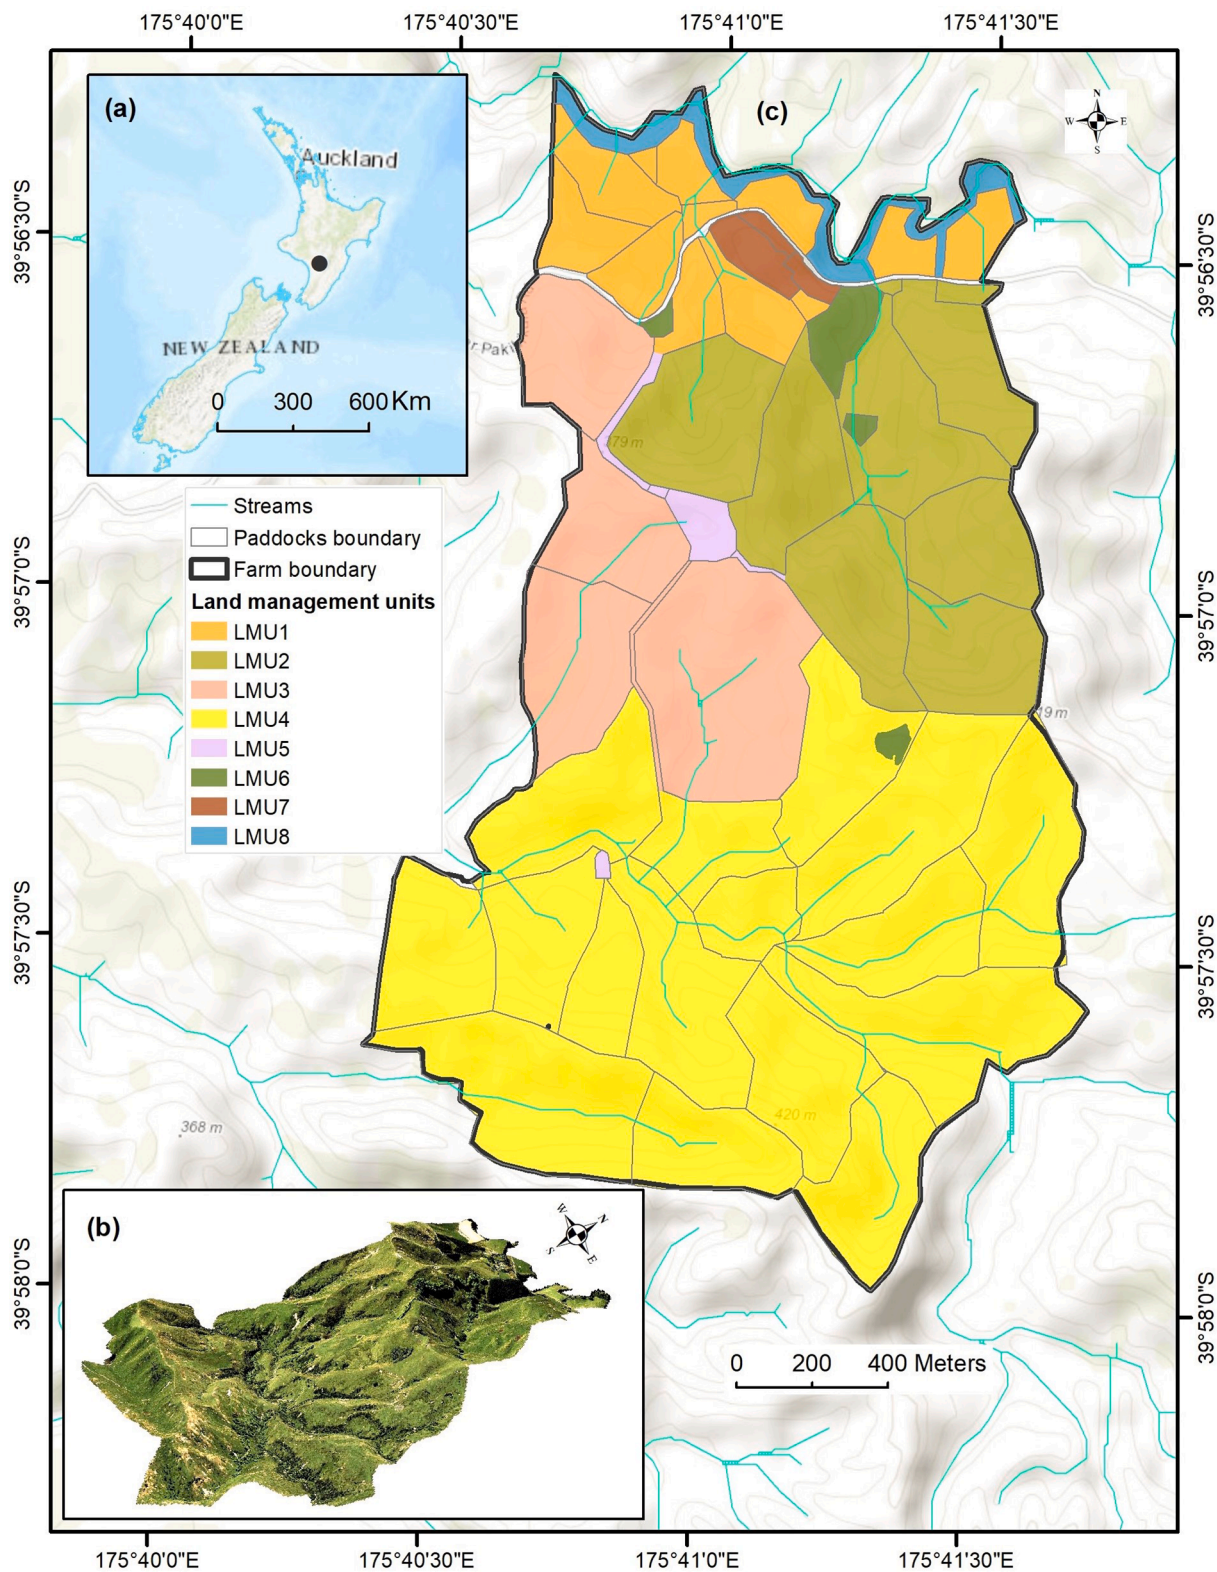 175°40'0"E 175°40'30"E 175°41'0"E 175°41'30"E
(a)
Auckland
NEW ZEALAND
0 300 600 Km
(c)
N
W E
S
39°56'30"S
39°56'30"S
379 m
Streams
Paddocks boundary
Farm boundary
Land management units
LMU1
LMU2
LMU3
LMU4
LMU5
LMU6
LMU7
LMU8
39°57'0"S
39°57'0"S
39°57'30"S
39°57'30"S
420 m
368 m
(b)
W N
S E
39°58'0"S
39°58'0"S
0 200 400 Meters
175°40'0"E 175°40'30"E 175°41'0"E 175°41'30"E